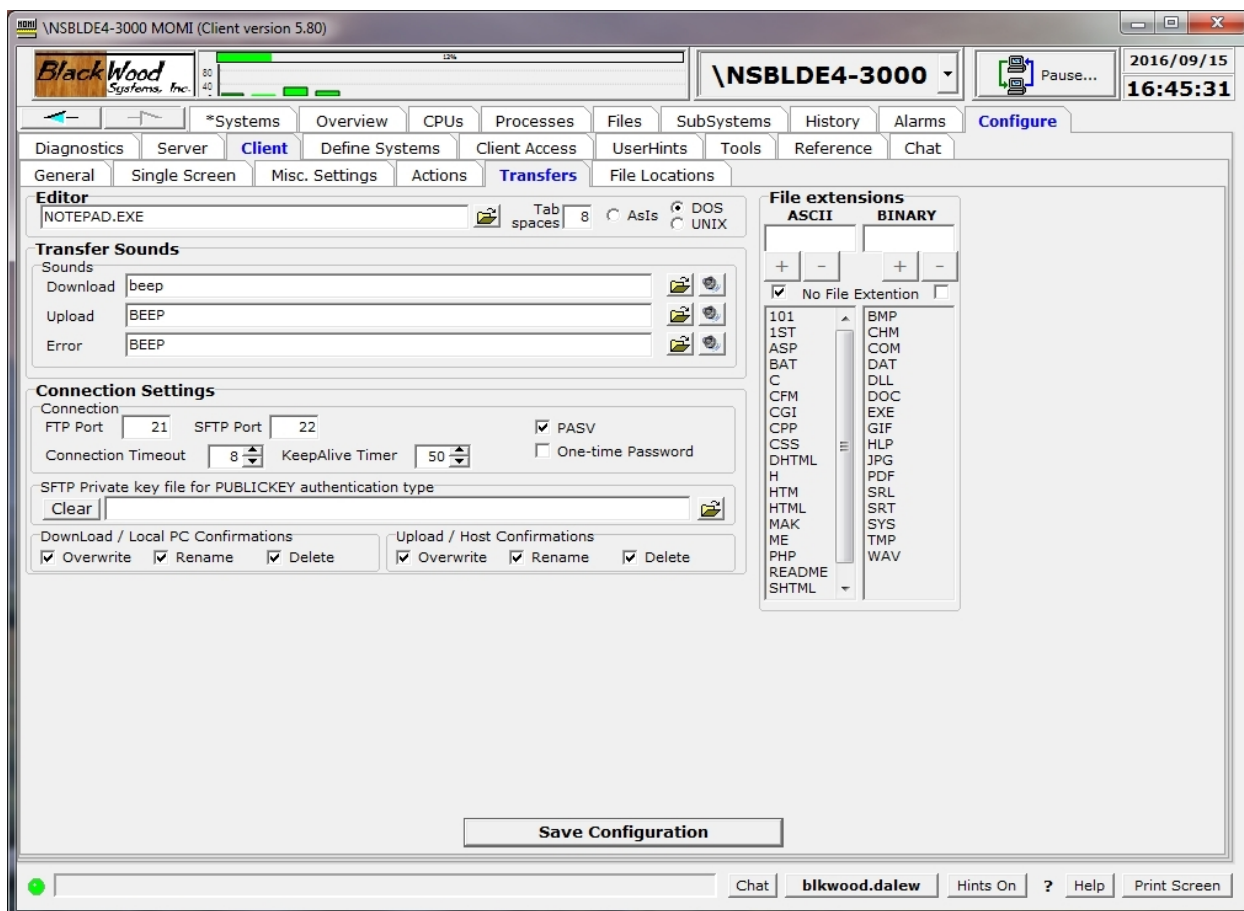 MOMI \NSBLDE4-3000 MOMI (Client version 5.80)
BlackWood
Systems, Inc.
80
40
12%
\NSBLDE4-3000
Pause...
2016/09/15
16:45:31
*Systems Overview CPUs Processes Files SubSystems History Alarms Configure
Diagnostics Server Client Define Systems Client Access UserHints Tools Reference Chat
General Single Screen Misc. Settings Actions Transfers File Locations
Editor
NOTEPAD.EXE
Tab spaces 8 AsIs DOS
UNIX
Transfer Sounds
Sounds
Download beep
Upload BEEP
Error BEEP
Connection Settings
Connection
FTP Port 21 SFTP Port 22 PASV
Connection Timeout 8 KeepAlive Timer 50 One-time Password
SFTP Private key file for PUBLICKEY authentication type
Clear
DownLoad / Local PC Confirmations
Overwrite Rename Delete
Upload / Host Confirmations
Overwrite Rename Delete
File extensions
ASCII BINARY
+ - + -
No File Extention
101
1ST
ASP
BAT
C
CFM
CGI
CPP
CSS
DHTML
H
HTM
HTML
MAK
ME
PHP
README
SHTML
BMP
CHM
COM
DAT
DLL
DOC
EXE
GIF
HLP
JPG
PDF
SRL
SRT
SYS
TMP
WAV
Save Configuration
Chat blkwood.dalew Hints On ? Help Print Screen